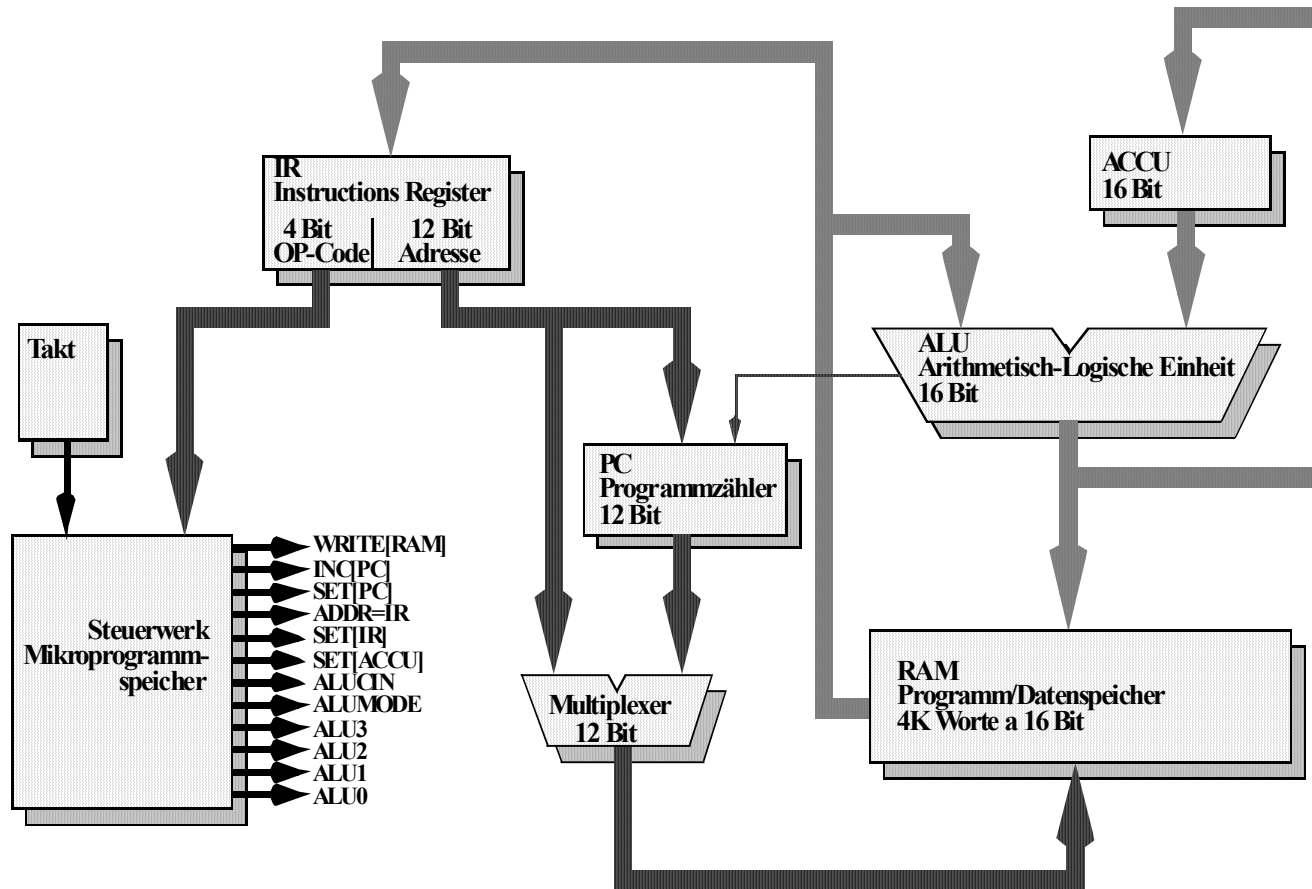 IR
Instructions Register
4 Bit
OP-Code
12 Bit
Adresse
ACCU
16 Bit
Takt
ALU
Arithmetisch-Logische Einheit
16 Bit
PC
Programmzähler
12 Bit
Steuerwerk
Mikroprogramm-
speicher
WRITE[RAM]
INC[PC]
SET[PC]
ADDR=IR
SET[IR]
SET[ACCU]
ALUCIN
ALUMODE
ALU3
ALU2
ALU1
ALU0
Multiplexer
12 Bit
RAM
Programm/Datenspeicher
4K Worte a 16 Bit